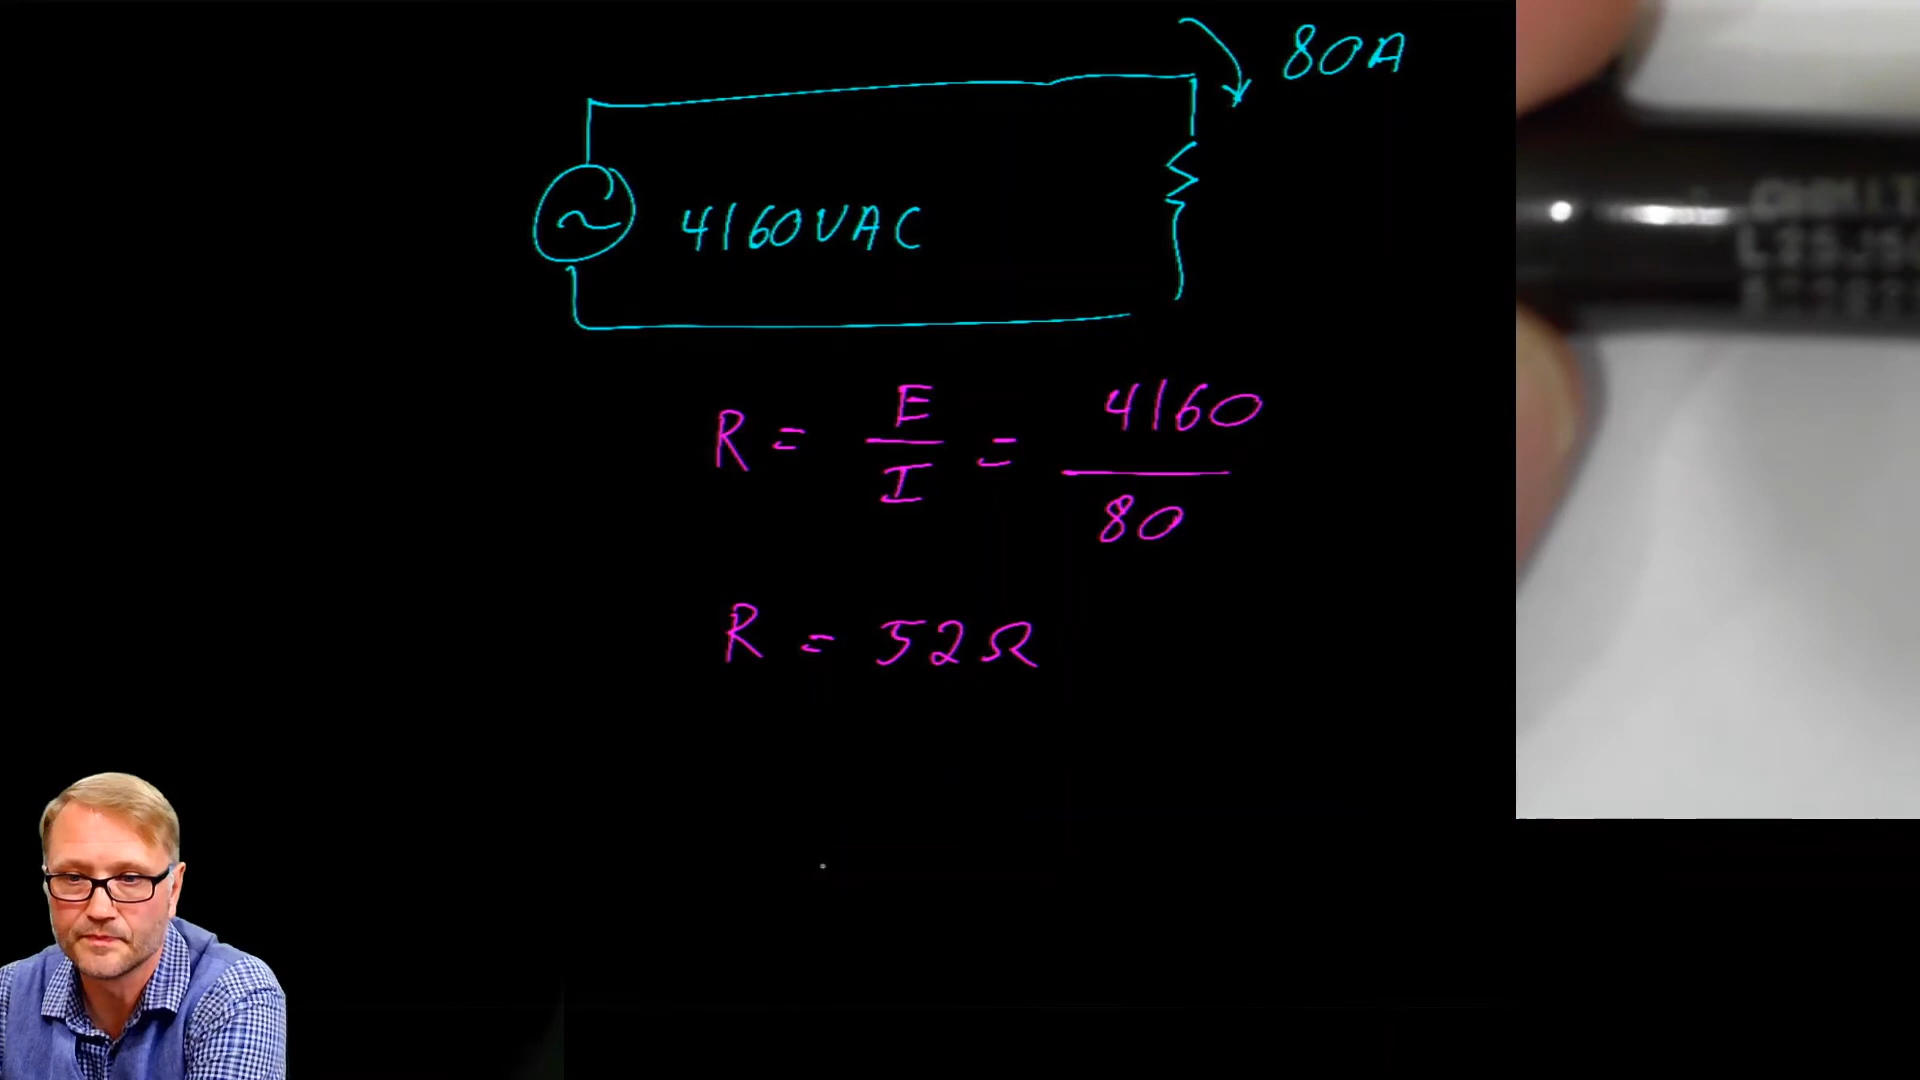 80A
4160VAC
R = E / I = 4160 / 80
R = 52Ω